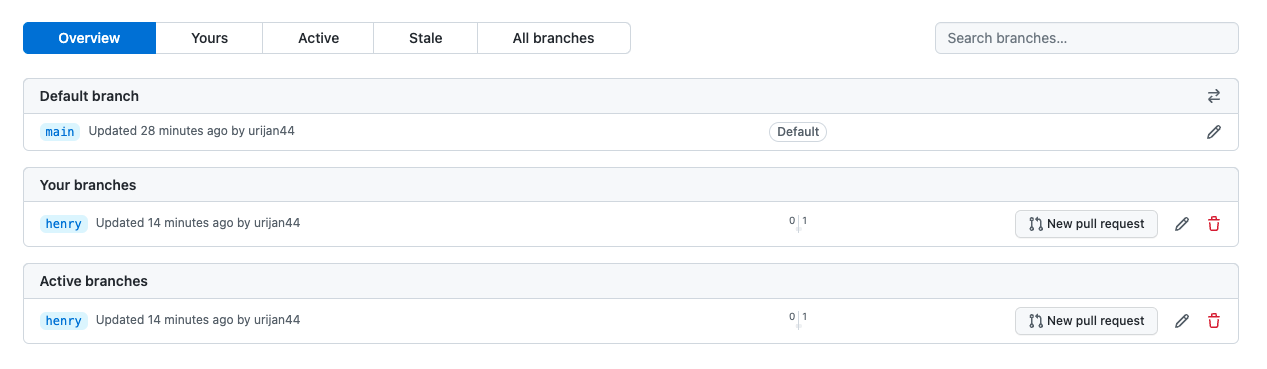 Overview Yours Active Stale All branches Search branches...
Default branch
main Updated 28 minutes ago by urijan44 Default
Your branches
henry Updated 14 minutes ago by urijan44 0 1 New pull request
Active branches
henry Updated 14 minutes ago by urijan44 0 1 New pull request